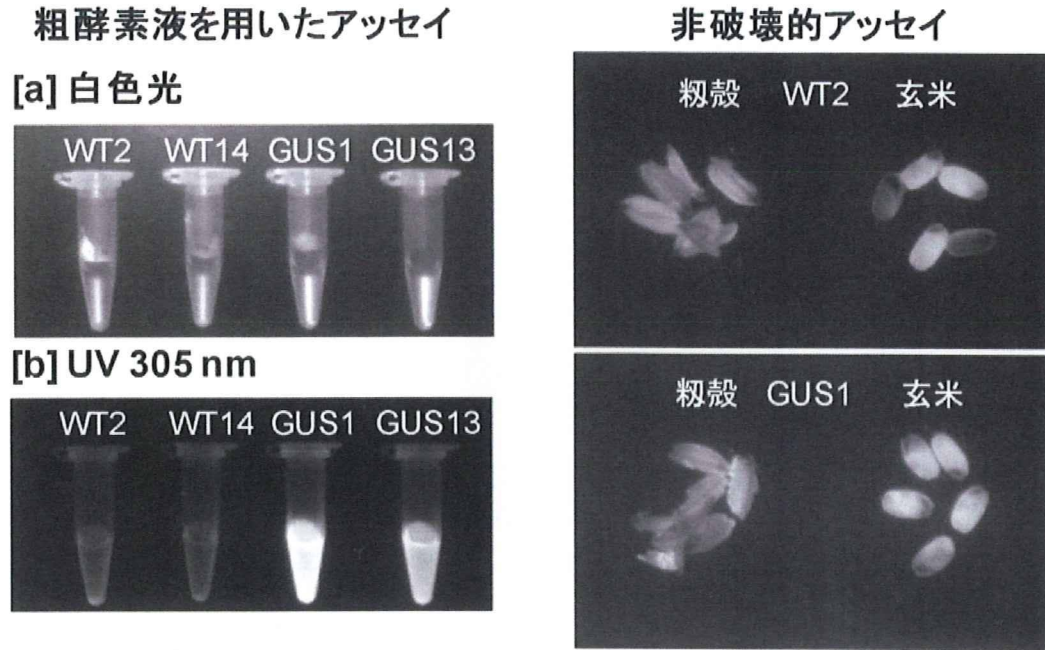 粗酵素液を用いたアッセイ
[a] 白色光
WT2 WT14 GUS1 GUS13
[b] UV 305 nm
WT2 WT14 GUS1 GUS13
非破壊的アッセイ
籾殻 WT2 玄米
籾殻 GUS1 玄米